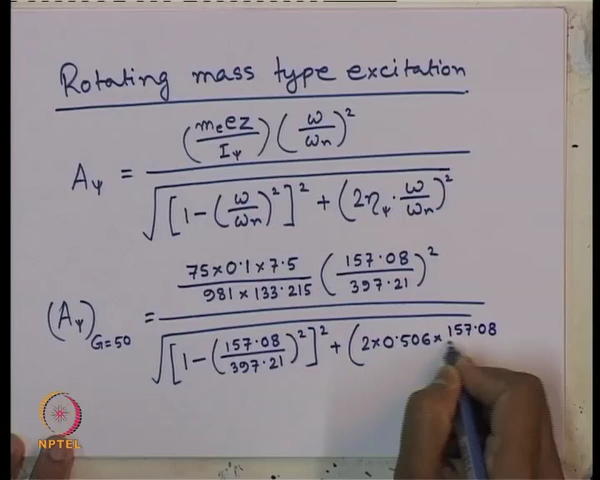 Rotating mass type excitation
A_ψ = (m_e e z / I_ψ) (ω/ω_n)^2 / √([1 - (ω/ω_n)^2]^2 + (2η_ψ · ω/ω_n)^2)
(A_ψ)_{G=50} = (75×0.1×7.5 / 981×133.215) (157.08/397.21)^2 / √([1 - (157.08/397.21)^2]^2 + (2×0.506×157.08
NPTEL